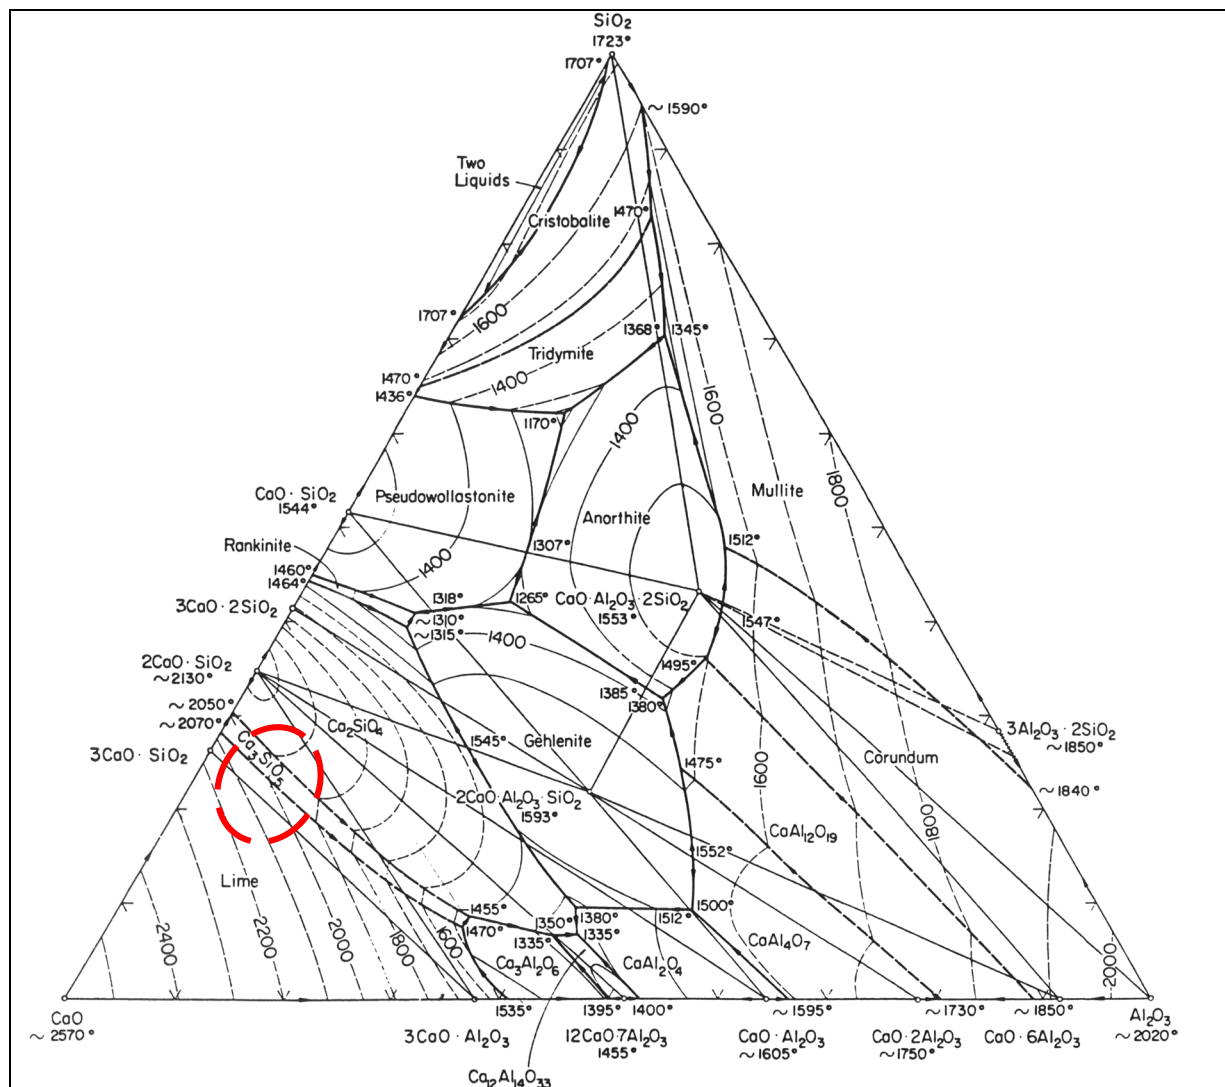 SiO₂
1723°
1707°
~1590°
Two
Liquids
Cristobalite
1470°
1707°
1600
1368°
1345°
Tridymite
1470°
1436°
1400
1600
1170°
1400
1800
Mullite
CaO·SiO₂
1544°
Pseudowollastonite
Anorthite
1512°
Rankinite
1307°
1400
1460°
1464°
3CaO·2SiO₂
1318°
1265°
CaO·Al₂O₃·2SiO₂
1553°
~1310°
~1315°
1400
1547°
2CaO·SiO₂
~2130°
1495°
1385°
1380°
~2050°
~2070°
Ca₂SiO₄
Ca₃SiO₅
3CaO·SiO₂
1545°
Gehlenite
3Al₂O₃·2SiO₂
~1850°
Corundum
1475°
1600
~1840°
2CaO·Al₂O₃·SiO₂
1593°
1800
CaAl₁₂O₁₉
1552°
Lime
1455°
1470°
1350°
1335°
1380°
1335°
1512°
1500°
2400
2200
2000
1800
1600
Ca₃Al₂O₆
CaAl₂O₄
CaAl₄O₇
2000
CaO
~2570°
1535°
3CaO·Al₂O₃
1395°
1400
12CaO·7Al₂O₃
1455°
~1595°
CaO·Al₂O₃
~1605°
~1730°
CaO·2Al₂O₃
~1750°
~1850°
CaO·6Al₂O₃
Al₂O₃
~2020°
Ca₁₂Al₁₄O₃₃